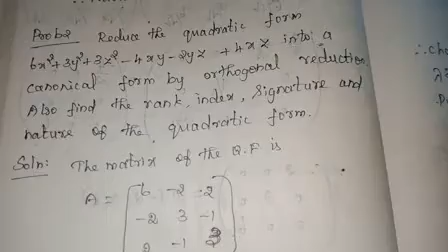 Prob2 Reduce the quadratic form
6x²+3y²+3z²-4xy-2yz+4xz into a
canonical form by orthogonal reduction.
Also find the rank, index, signature and
nature of the quadratic form.
Soln: The matrix of the Q.F is
A = 6 -2 2
-2 3 -1
2 -1 3